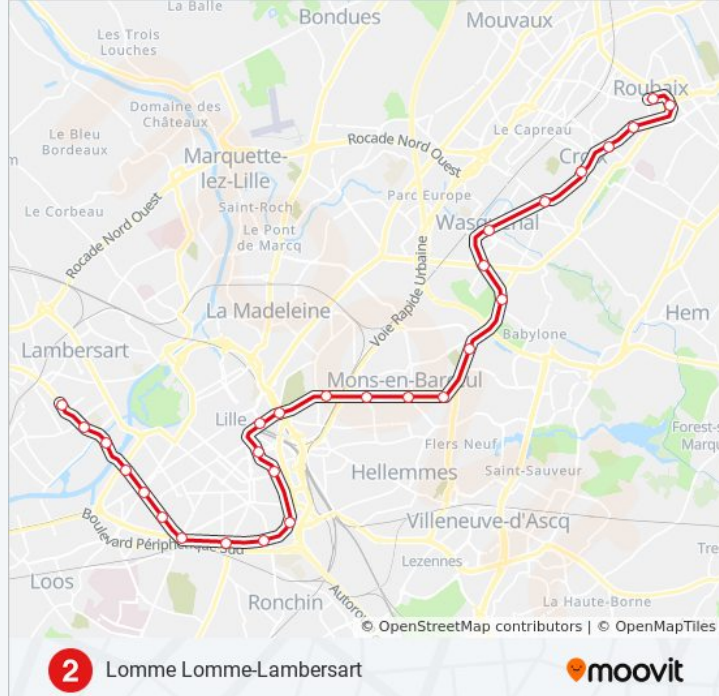 La Balle
Bondues
Mouvaux
Les Trois
Louches
Roubaix
Domaine des
Châteaux
Le Bleu
Bordeaux
Rocade Nord Ouest
Le Capreau
Croix
Marquette-
lez-Lille
Parc Europe
Saint-Roch
Le Corbeau
Le Pont
de Marcq
Wasquehal
Rocade Nord Ouest
Voie Rapide Urbaine
La Madeleine
Hem
Babylone
Lambersart
Mons-en-Barœul
Lille
Forest-s
Marqu
Flers Neuf
Hellemmes
Saint-Sauveur
Villeneuve-d'Ascq
Boulevard Périphérique Sud
Lezennes
Loos
Ronchin
Autorou
La Haute-Borne
© OpenStreetMap contributors | © OpenMapTiles
2 Lomme Lomme-Lambersart
moovit